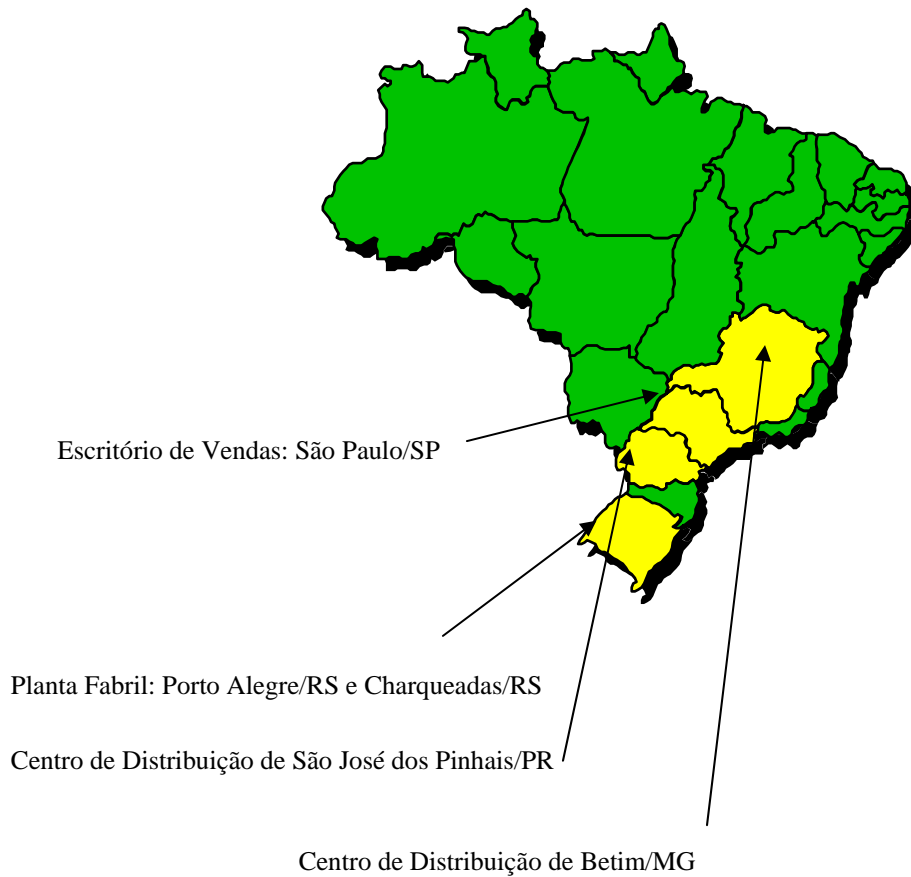 Escritório de Vendas: São Paulo/SP
Planta Fabril: Porto Alegre/RS e Charqueadas/RS
Centro de Distribuição de São José dos Pinhais/PR
Centro de Distribuição de Betim/MG